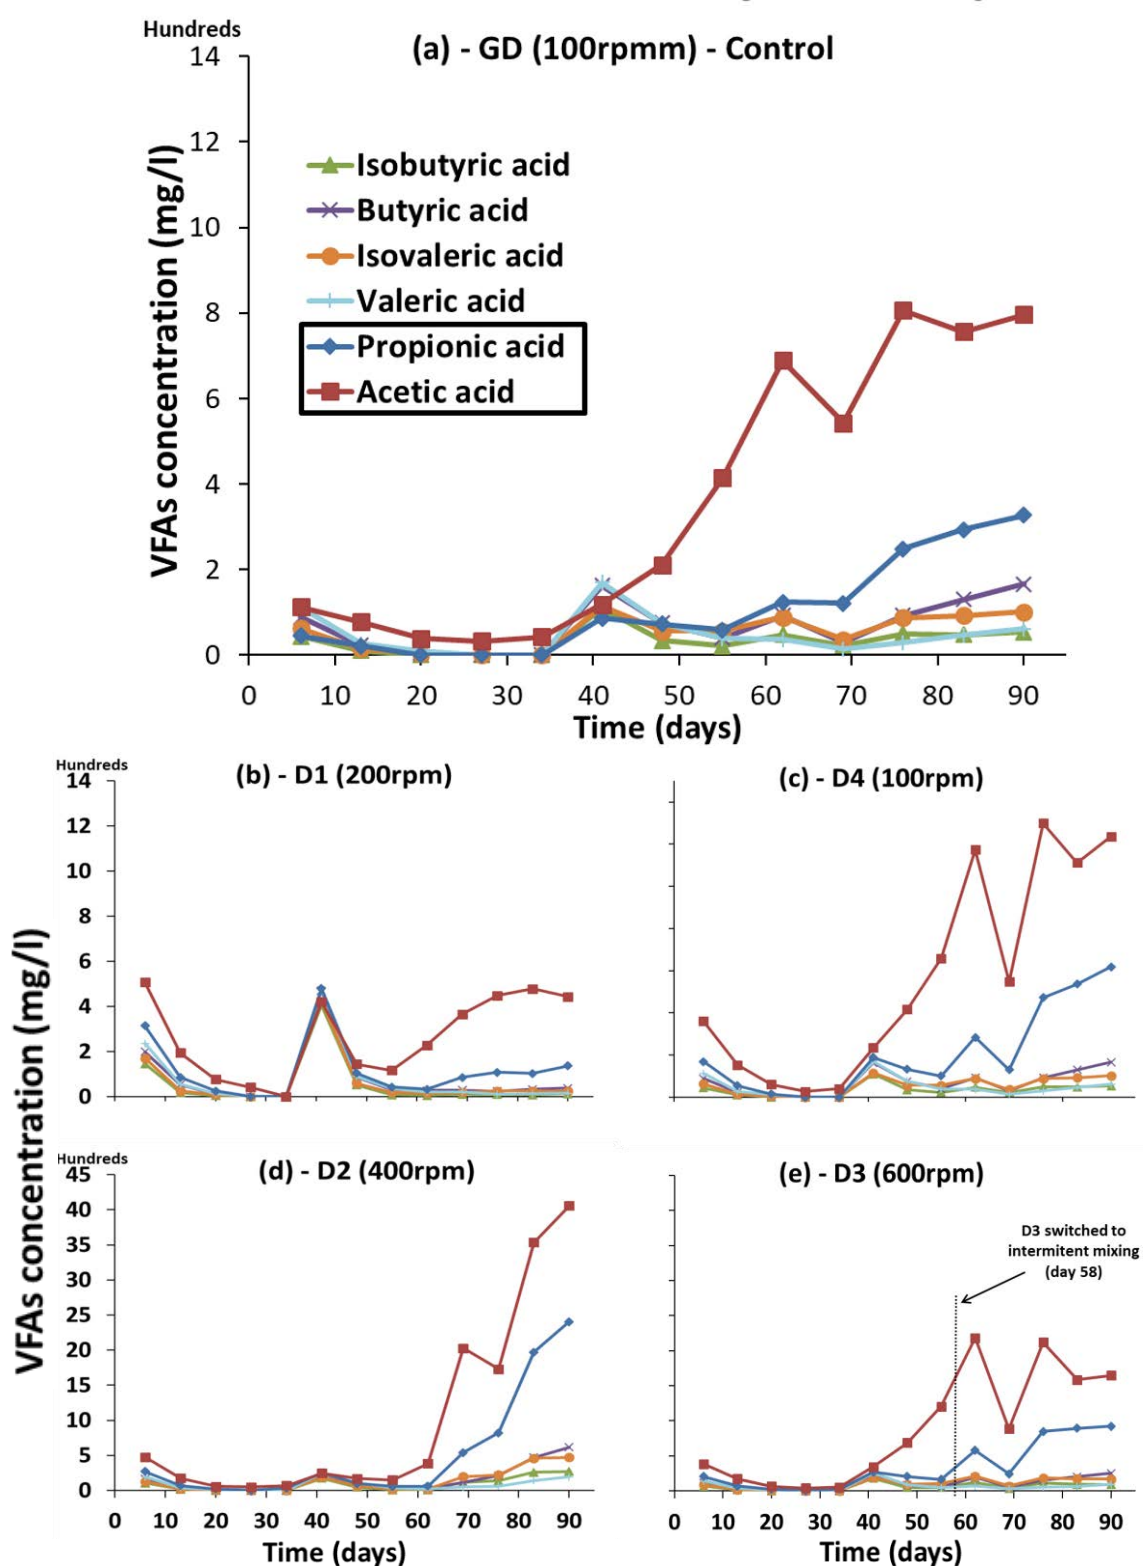 Hundreds
(a) - GD (100rpmm) - Control
14
12
10
8
6
4
2
0
VFAs concentration (mg/l)
Isobutyric acid
Butyric acid
Isovaleric acid
Valeric acid
Propionic acid
Acetic acid
0 10 20 30 40 50 60 70 80 90
Time (days)
Hundreds
(b) - D1 (200rpm)
14
12
10
8
6
4
2
0
(c) - D4 (100rpm)
VFAs concentration (mg/l)
Hundreds
(d) - D2 (400rpm)
45
40
35
30
25
20
15
10
5
0
0 10 20 30 40 50 60 70 80 90
Time (days)
(e) - D3 (600rpm)
D3 switched to
intermitent mixing
(day 58)
0 10 20 30 40 50 60 70 80 90
Time (days)